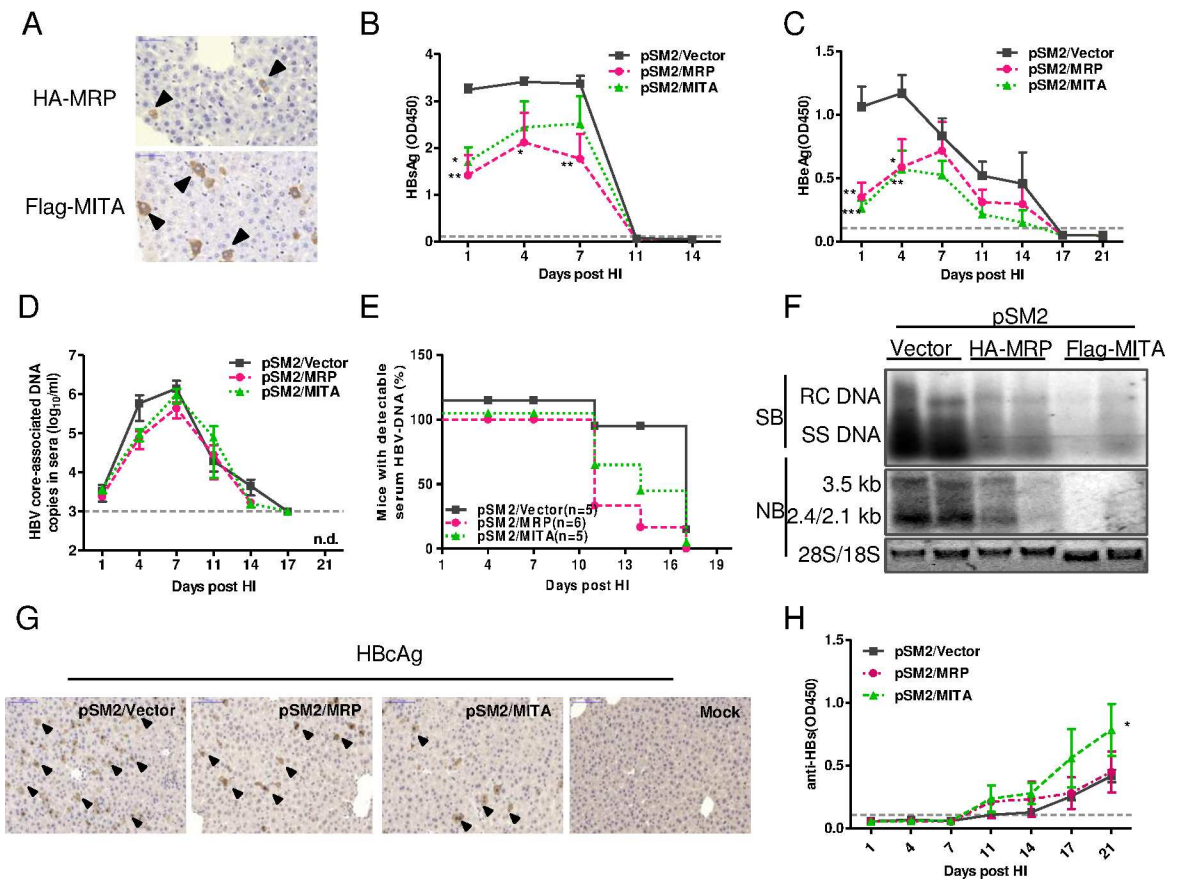 A
HA-MRP
Flag-MITA
B
pSM2/Vector
pSM2/MRP
pSM2/MITA
HBsAg (OD450)
4
3
2
1
0
*
**
*
**
1 4 7 11 14
Days post HI
C
pSM2/Vector
pSM2/MRP
pSM2/MITA
HBeAg(OD450)
1.5
1.0
0.5
0.0
**
***
*
**
1 4 7 11 14 17 21
Days post HI
D
pSM2/Vector
pSM2/MRP
pSM2/MITA
HBV core-associated DNA
copies in sera (log10/ml)
7
6
5
4
3
2
n.d.
1 4 7 11 14 17 21
Days post HI
E
Mice with detectable
serum HBV-DNA (%)
150
100
50
0
pSM2/Vector(n=5)
pSM2/MRP(n=6)
pSM2/MITA(n=5)
1 4 7 10 13 16 19
Days post HI
F
pSM2
Vector HA-MRP Flag-MITA
SB
RC DNA
SS DNA
NB
3.5 kb
2.4/2.1 kb
28S/18S
G
HBcAg
pSM2/Vector
pSM2/MRP
pSM2/MITA
Mock
H
pSM2/Vector
pSM2/MRP
pSM2/MITA
anti-HBs(OD450)
1.5
1.0
0.5
0.0
*
1 4 7 11 14 17 21
Days post HI